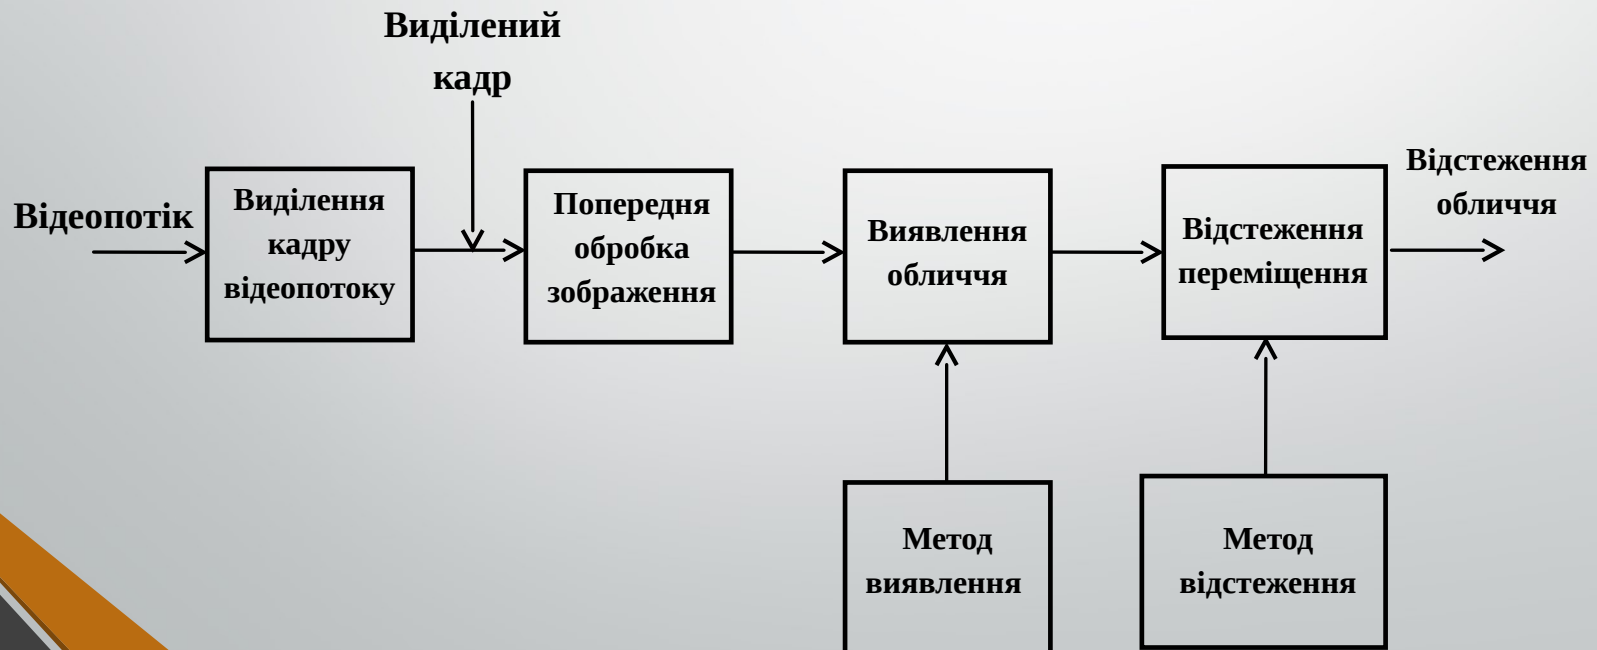 Виділений
кадр
Відеопотік
Виділення
кадру
відеопотоку
Попередня
обробка
зображення
Виявлення
обличчя
Відстеження
переміщення
Відстеження
обличчя
Метод
виявлення
Метод
відстеження